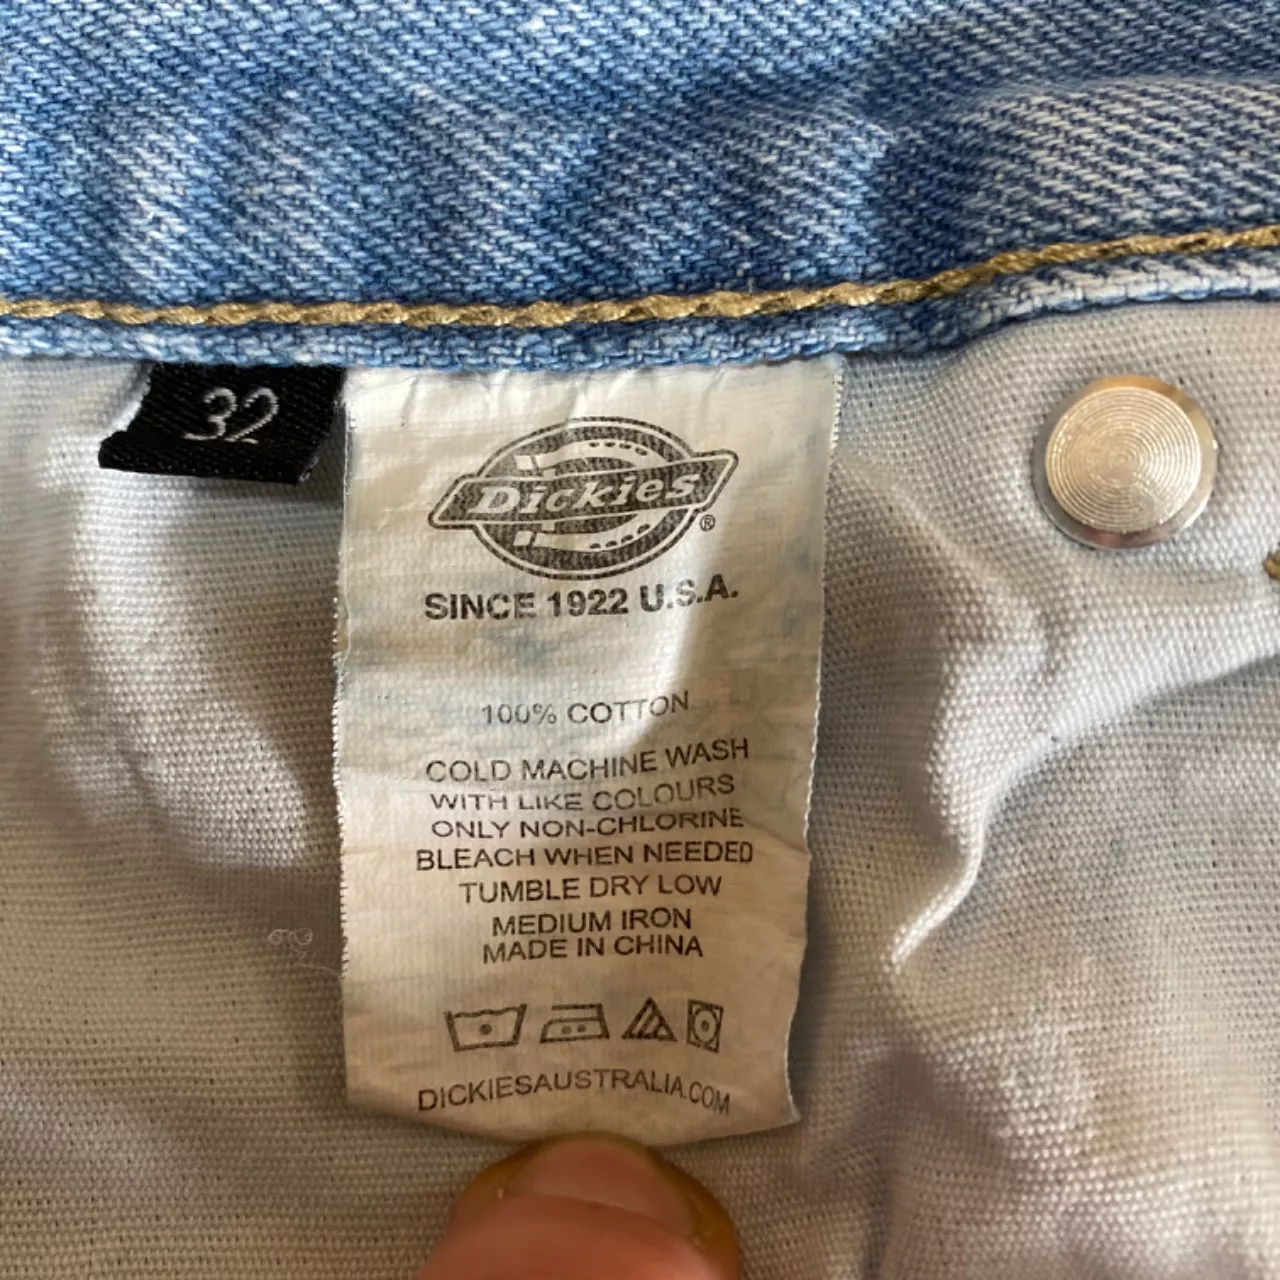 32
Dickies®
SINCE 1922 U.S.A.
100% COTTON
COLD MACHINE WASH
WITH LIKE COLOURS
ONLY NON-CHLORINE
BLEACH WHEN NEEDED
TUMBLE DRY LOW
MEDIUM IRON
MADE IN CHINA
DICKIESAUSTRALIA.COM